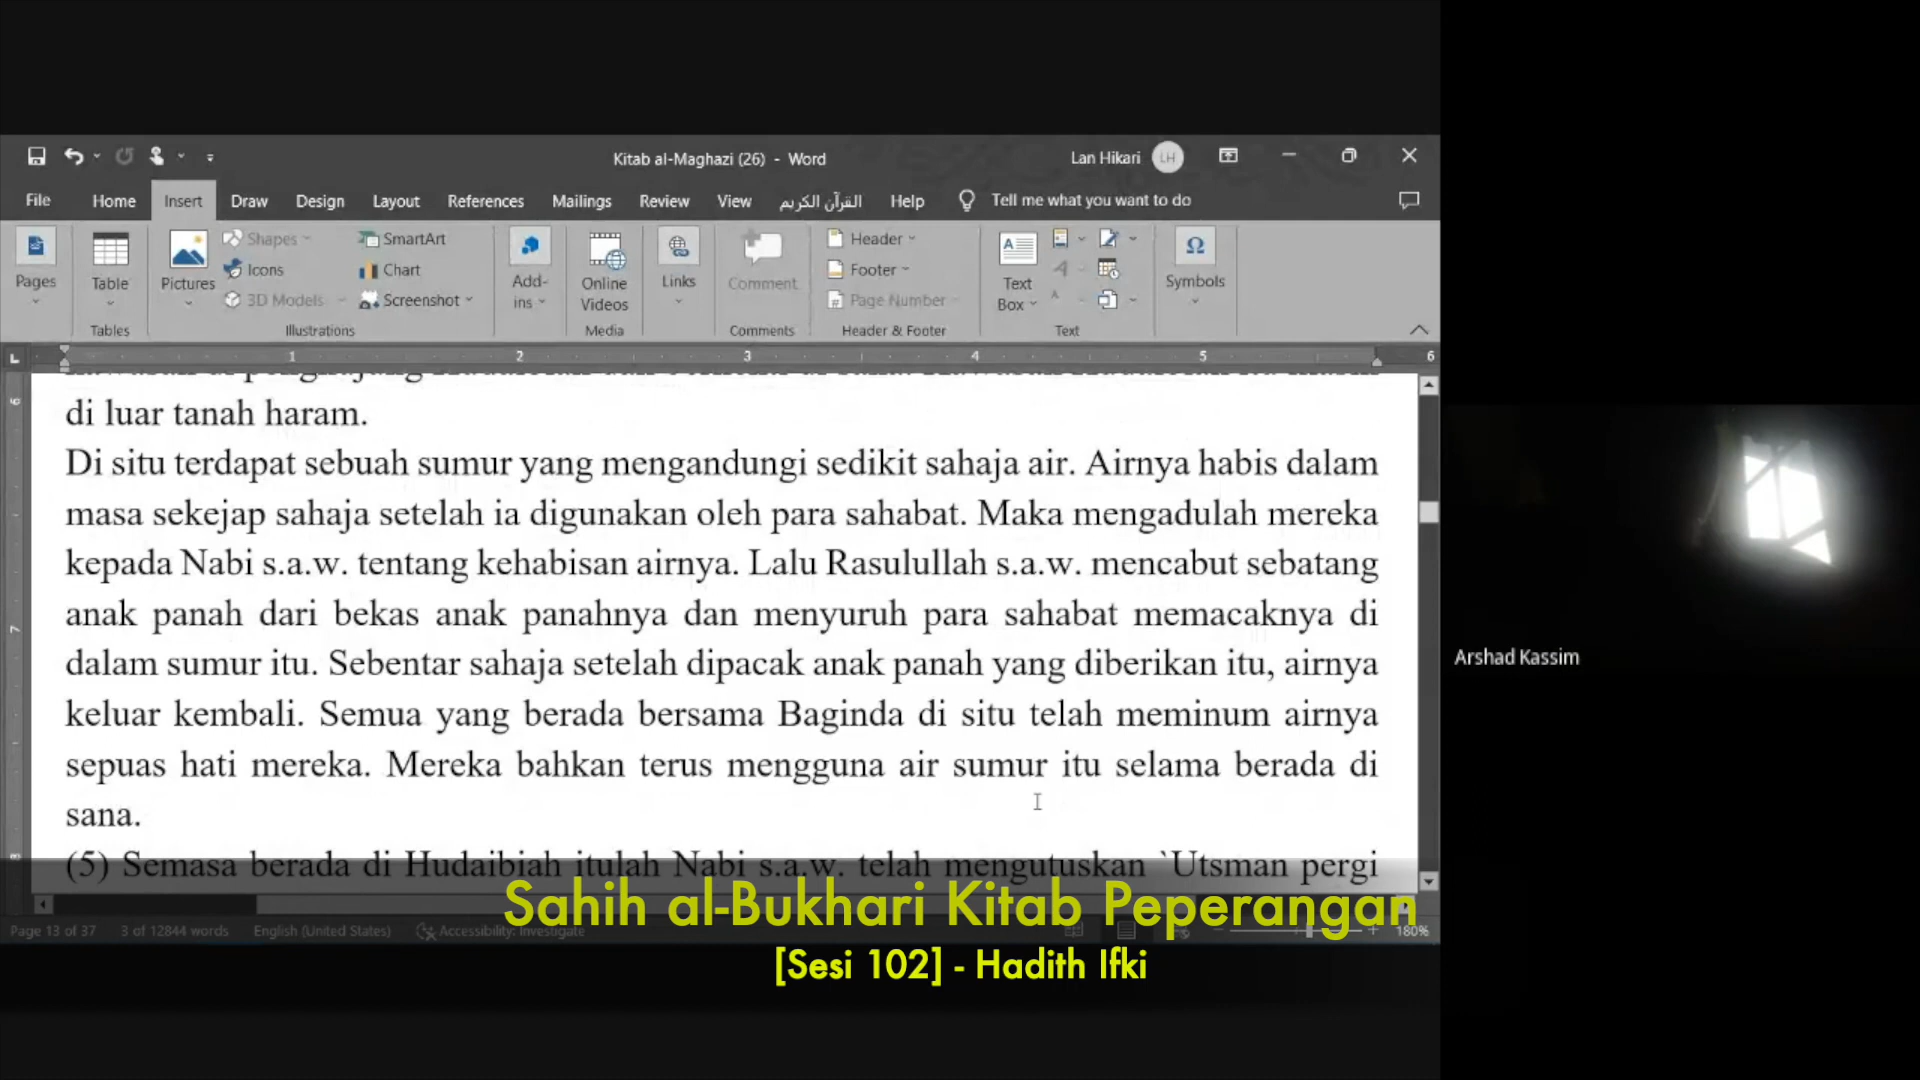 Kitab al-Maghazi (26) - Word
Lan Hikari
LH
File Home Insert Draw Design Layout References Mailings Review View القرآن الكريم Help Tell me what you want to do
Pages
Table
Tables
Pictures
Shapes
Icons
3D Models
SmartArt
Chart
Screenshot
Illustrations
Add-
ins
Online
Videos
Media
Links
Comment
Comments
Header
Footer
Page Number
Header & Footer
Text
Box
Text
Symbols
1 2 3 4 5 6
di luar tanah haram.
Di situ terdapat sebuah sumur yang mengandungi sedikit sahaja air. Airnya habis dalam
masa sekejap sahaja setelah ia digunakan oleh para sahabat. Maka mengadulah mereka
kepada Nabi s.a.w. tentang kehabisan airnya. Lalu Rasulullah s.a.w. mencabut sebatang
anak panah dari bekas anak panahnya dan menyuruh para sahabat memacaknya di
dalam sumur itu. Sebentar sahaja setelah dipacak anak panah yang diberikan itu, airnya
keluar kembali. Semua yang berada bersama Baginda di situ telah meminum airnya
sepuas hati mereka. Mereka bahkan terus mengguna air sumur itu selama berada di
sana.
(5) Semasa berada di Hudaibiah itulah Nabi s.a.w. telah mengutuskan `Utsman pergi
Sahih al-Bukhari Kitab Peperangan
[Sesi 102] - Hadith Ifki
Page 13 of 37 3 of 12844 words English (United States) Accessibility: Investigate 180%
Arshad Kassim